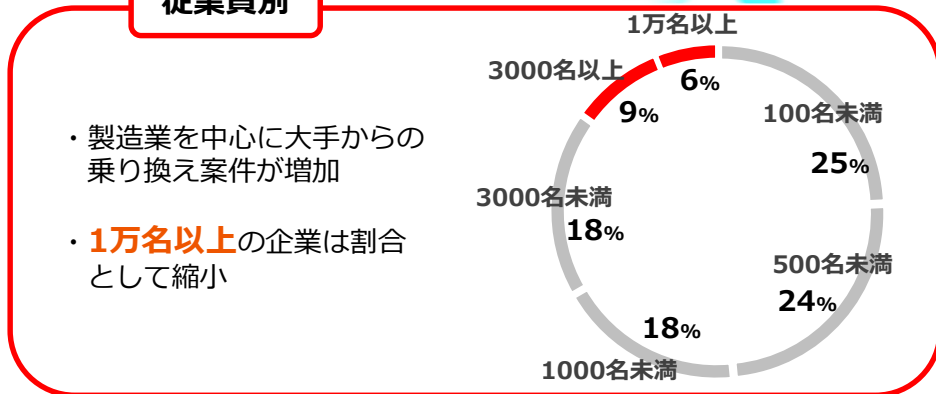 従業員別
・製造業を中心に大手からの
乗り換え案件が増加
・1万名以上の企業は割合
として縮小
1万名以上
6%
3000名以上
9%
100名未満
25%
3000名未満
18%
500名未満
24%
18%
1000名未満